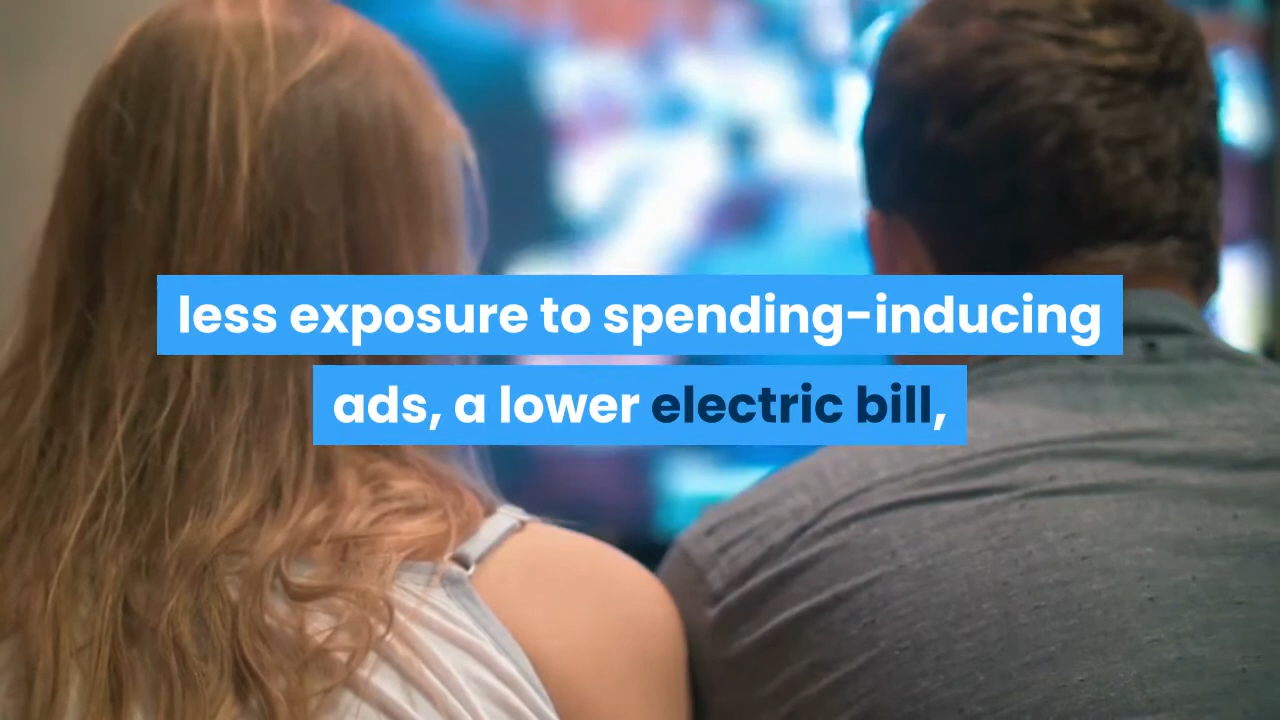 less exposure to spending-inducing
ads, a lower electric bill,